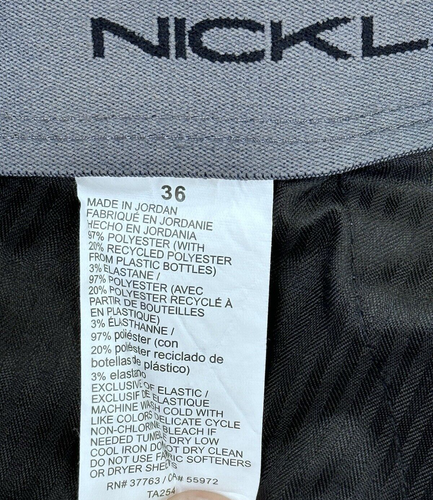 NICKL
36
MADE IN JORDAN
FABRIQUÉ EN JORDANIE
HECHO EN JORDANIA
97% POLYESTER (WITH
20% RECYCLED POLYESTER
FROM PLASTIC BOTTLES)
3% ELASTANE /
97% POLYESTER (AVEC
20% POLYESTER RECYCLÉ À
PARTIR DE BOUTEILLES
EN PLASTIQUE)
3% ÉLASTHANNE /
97% poliéster (con
20% poliéster reciclado de
botellas de plástico)
3% elastano
EXCLUSIVE OF ELASTIC /
EXCLUSIF DE ÉLASTIQUE
MACHINE WASH COLD WITH
LIKE COLORS DELICATE CYCLE
NON-CHLORINE BLEACH IF
NEEDED TUMBLE DRY LOW
COOL IRON DO NOT DRY CLEAN
DO NOT USE FABRIC SOFTENERS
OR DRYER SHEETS
RN# 37763 / CA# 55972
TA254